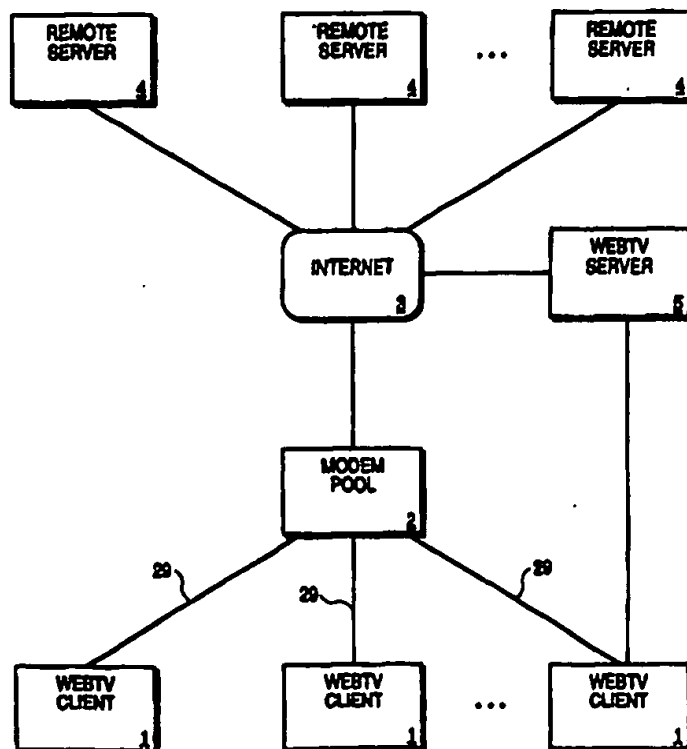 REMOTE
SERVER
4
REMOTE
SERVER
4
...
REMOTE
SERVER
4
INTERNET
3
WEBTV
SERVER
5
MODEM
POOL
2
29
29
29
WEBTV
CLIENT
1
WEBTV
CLIENT
1
...
WEBTV
CLIENT
1